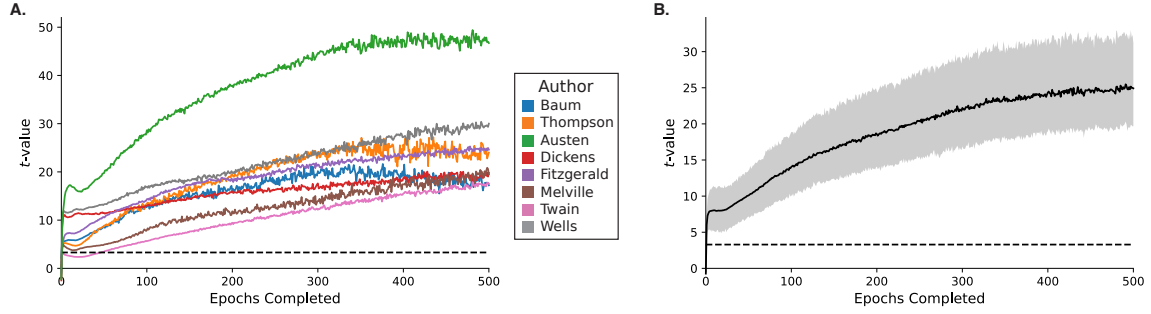 A.
50
40
30
20
10
0
t-value
0 100 200 300 400 500
Epochs Completed
Author
Baum
Thompson
Austen
Dickens
Fitzgerald
Melville
Twain
Wells
B.
30
25
20
15
10
5
0
t-value
0 100 200 300 400 500
Epochs Completed